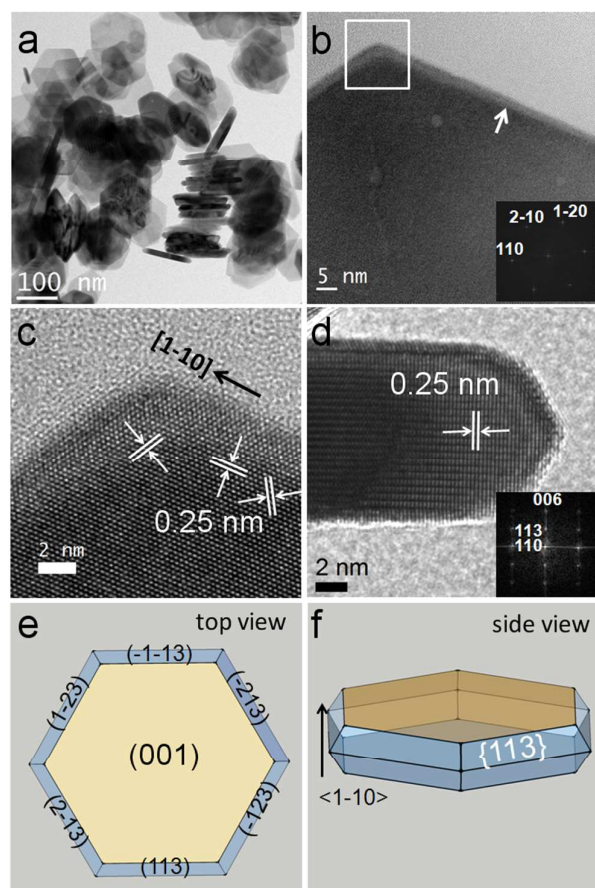 a
100 nm
b
2-10
1-20
110
5 nm
c
[1-10]
0.25 nm
2 nm
d
0.25 nm
006
113
110
2 nm
e
top view
(-1-13)
(1-23)
(-213)
(001)
(2-13)
(-123)
(113)
f
side view
{113}
<1-10>